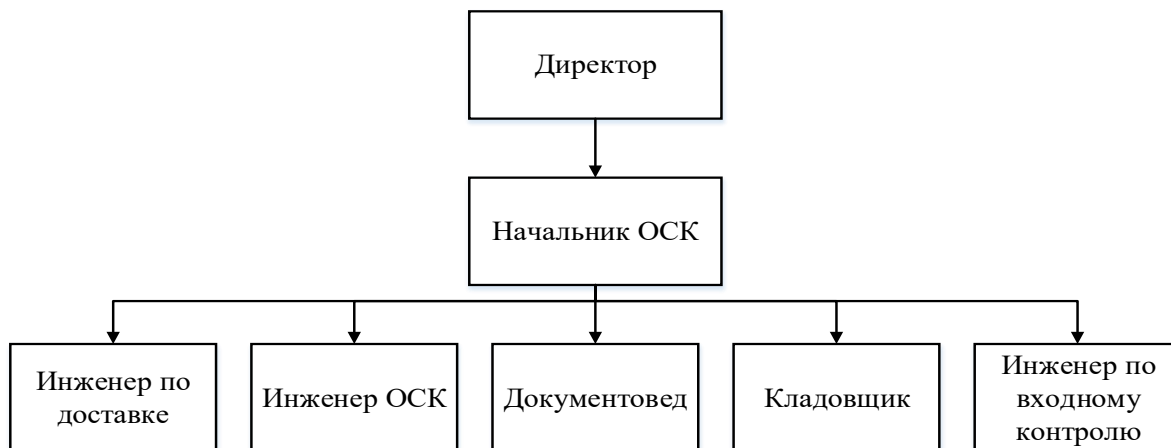 Директор
Начальник ОСК
Инженер по
доставке
Инженер ОСК
Документовед
Кладовщик
Инженер по
входному
контролю